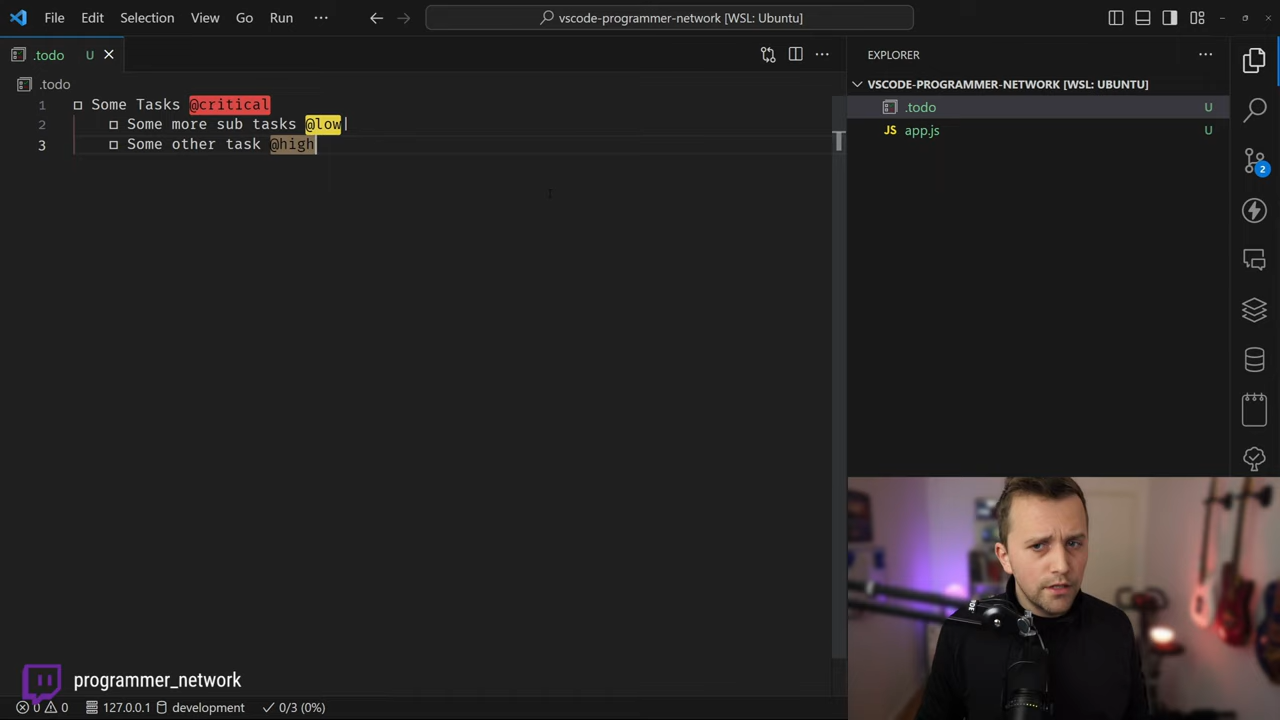 File Edit Selection View Go Run ··· vscode-programmer-network [WSL: Ubuntu]
.todo U
.todo
1 Some Tasks @critical
2 Some more sub tasks @low
3 Some other task @high
EXPLORER
VSCODE-PROGRAMMER-NETWORK [WSL: UBUNTU]
.todo U
app.js U
2
programmer_network
0 0 127.0.0.1 development 0/3 (0%)